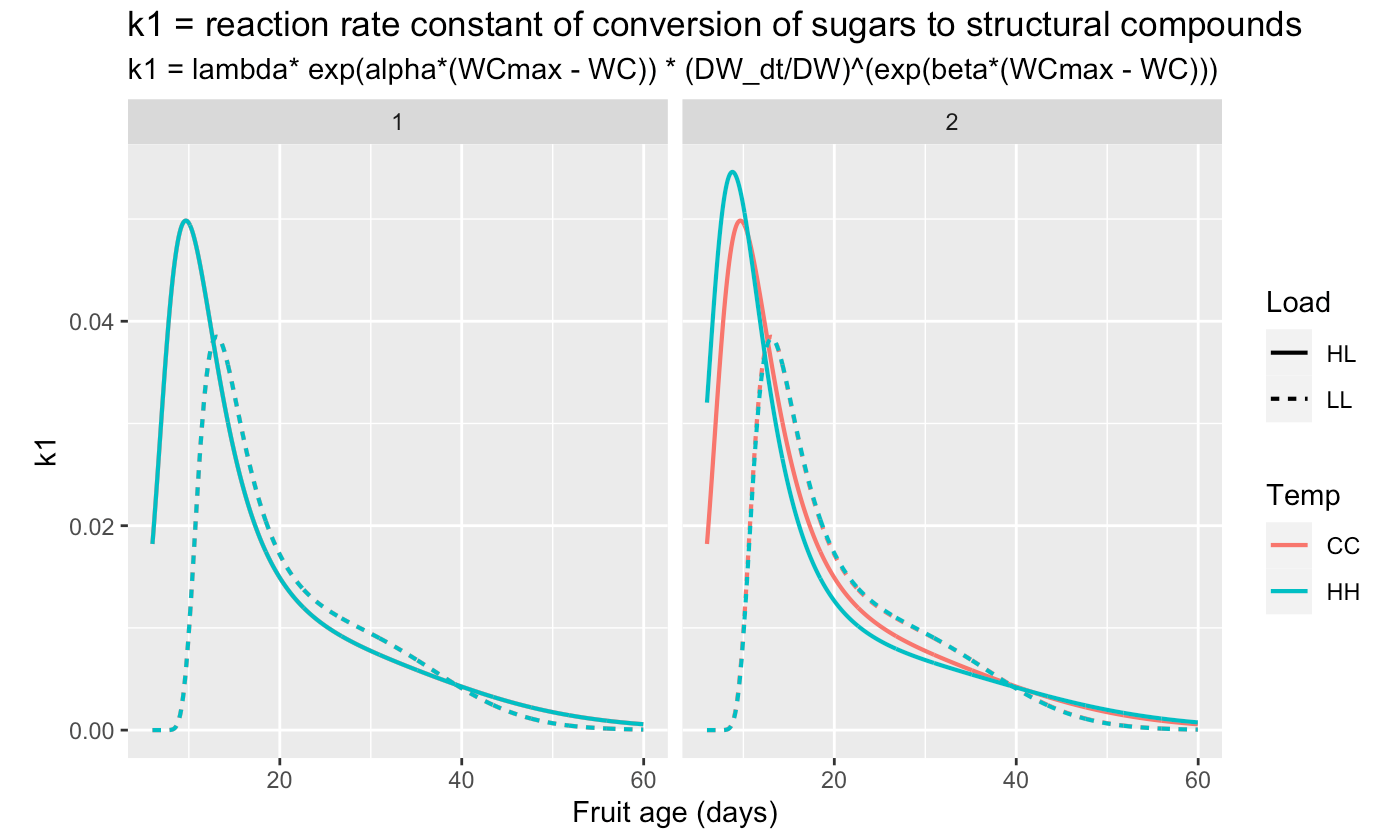 k1 = reaction rate constant of conversion of sugars to structural compounds
k1 = lambda* exp(alpha*(WCmax - WC)) * (DW_dt/DW)^(exp(beta*(WCmax - WC)))
1
2
k1
0.04
0.02
0.00
20
40
60
20
40
60
Fruit age (days)
Load
HL
LL
Temp
CC
HH